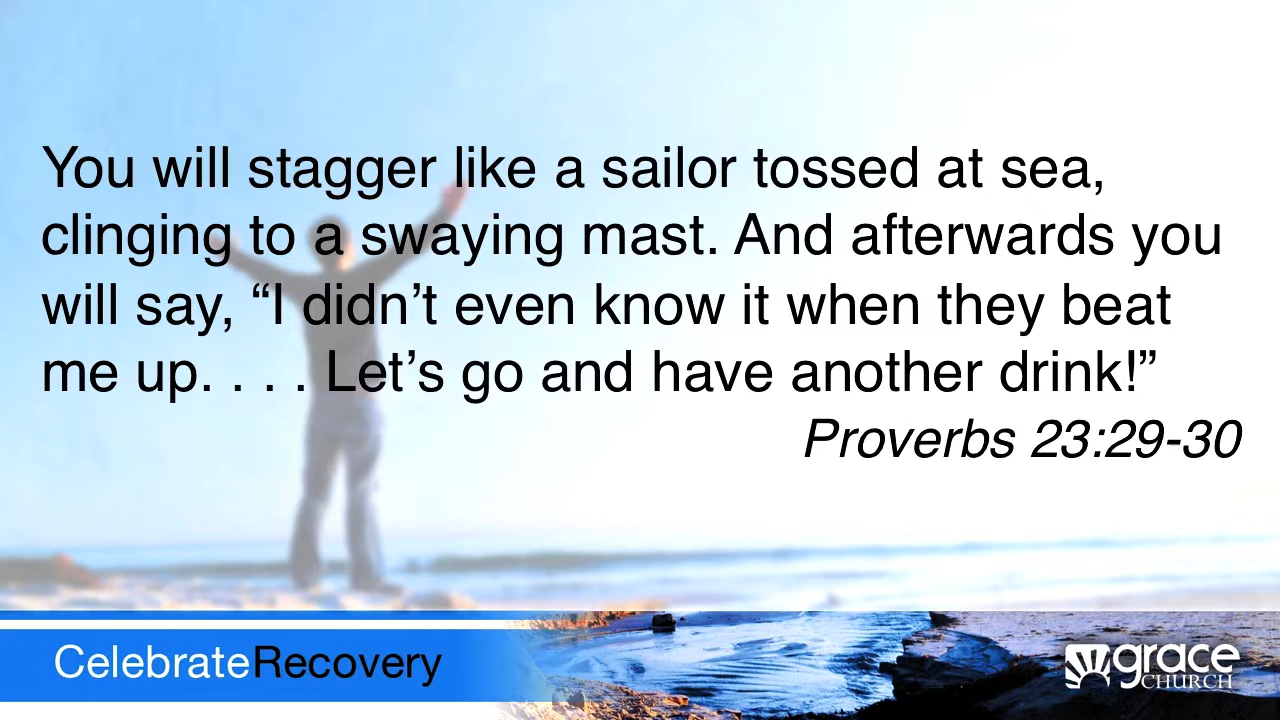 You will stagger like a sailor tossed at sea,
clinging to a swaying mast. And afterwards you
will say, “I didn’t even know it when they beat
me up. . . . Let’s go and have another drink!”
Proverbs 23:29-30
CelebrateRecovery
grace
CHURCH